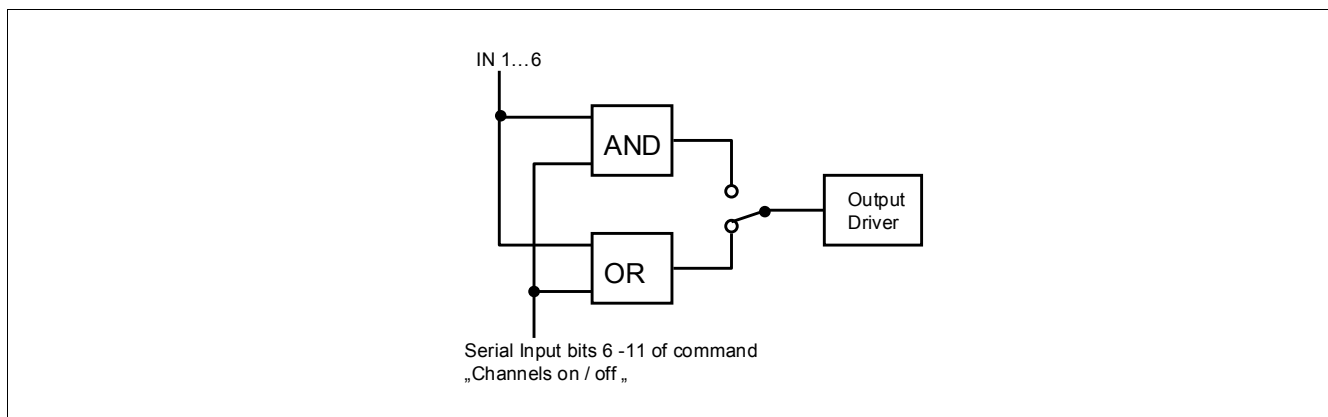 IN 1...6
AND
Output
Driver
OR
Serial Input bits 6 -11 of command
„Channels on / off „